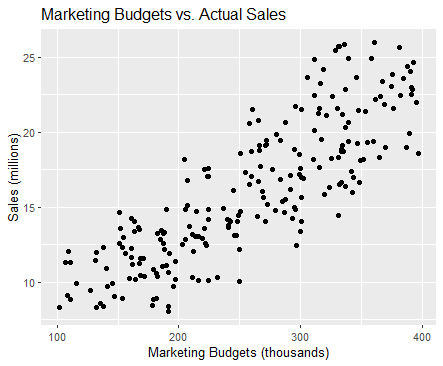 Marketing Budgets vs. Actual Sales
25
20
15
10
Sales (millions)
100
200
300
400
Marketing Budgets (thousands)